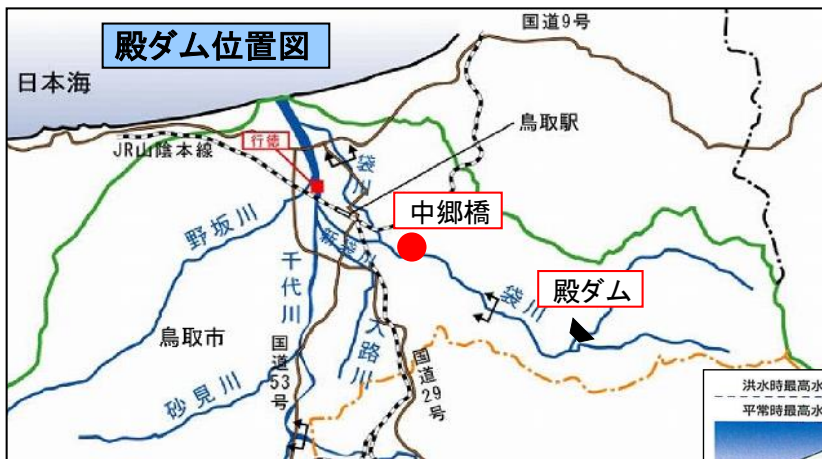 殿ダム位置図
国道9号
日本海
鳥取駅
JR山陰本線
行徳
袋川
中郷橋
野坂川
新袋川
千代川
袋川
殿ダム
鳥取市
大路川
国道53号
国道29号
砂見川
洪水時最高水
平常時最高水